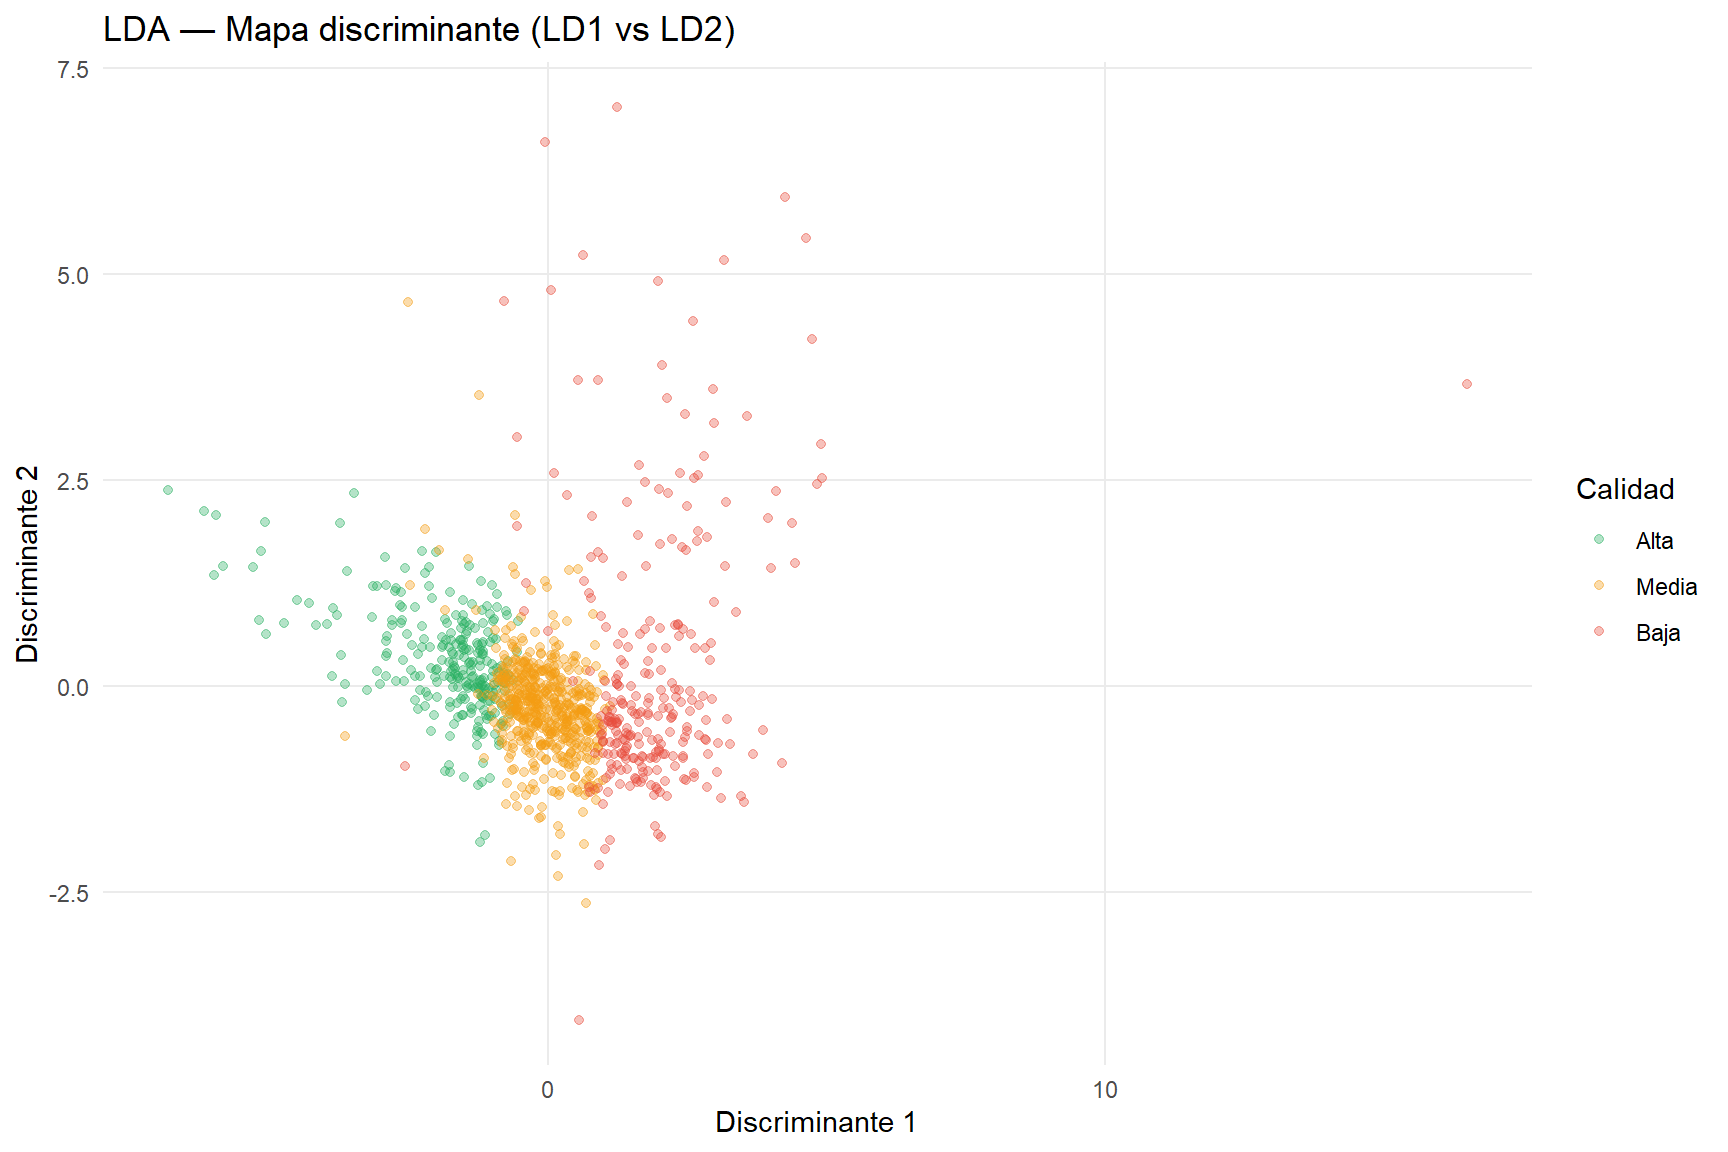 LDA — Mapa discriminante (LD1 vs LD2)
7.5
5.0
2.5
0.0
-2.5
Discriminante 2
0
10
Discriminante 1
Calidad
Alta
Media
Baja